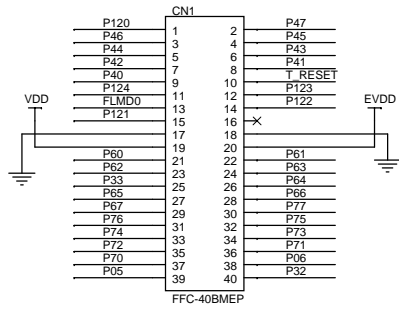 CN1
P120 1 2 P47
P46 3 4 P45
P44 5 6 P43
P42 7 8 P41
P40 9 10 T_RESET
P124 11 12 P123
VDD FLMD0 13 14 P122 EVDD
P121 15 16
17 18
19 20
P60 21 22 P61
P62 23 24 P63
P33 25 26 P64
P65 27 28 P66
P67 29 30 P77
P76 31 32 P75
P74 33 34 P73
P72 35 36 P71
P70 37 38 P06
P05 39 40 P32
FFC-40BMEP